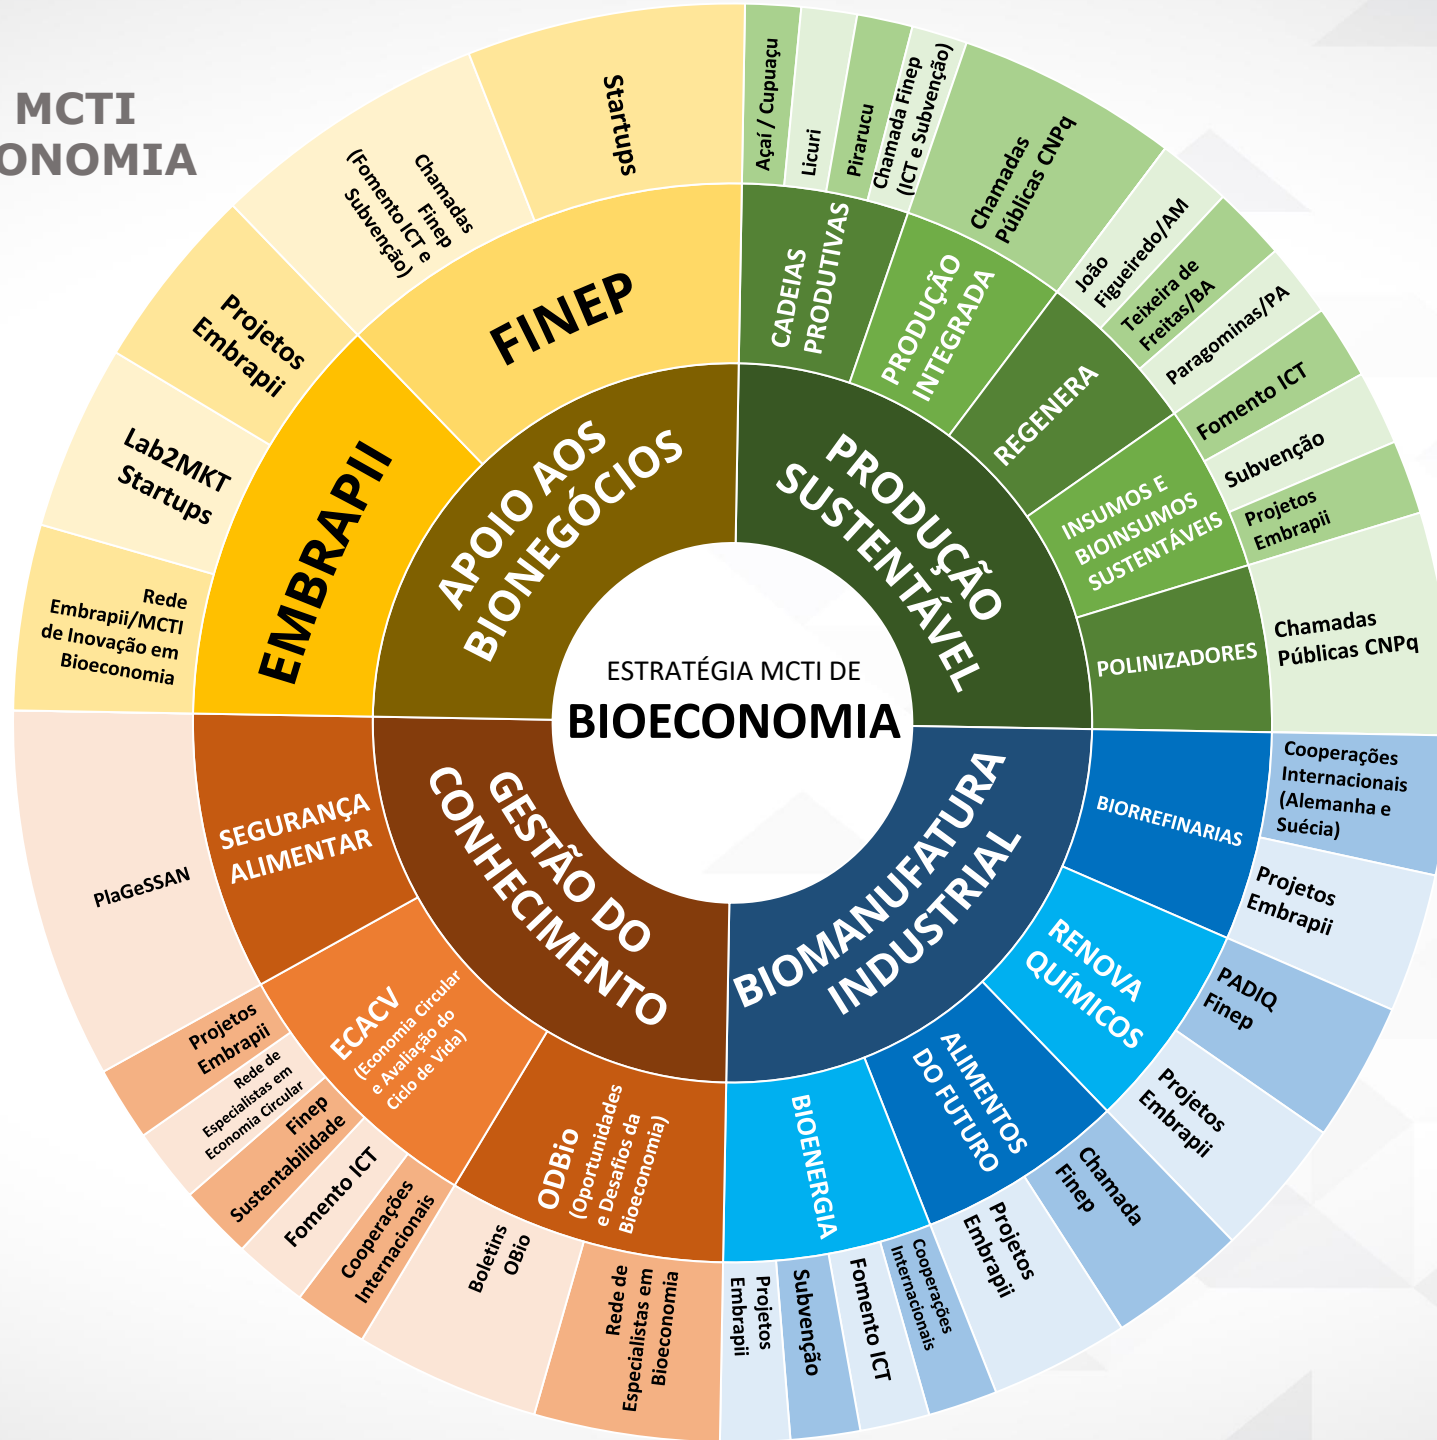 MCTI
ONOMIA
ESTRATÉGIA MCTI DE
BIOECONOMIA
PRODUÇÃO
SUSTENTÁVEL
CADEIAS
PRODUTIVAS
Açaí / Cupuaçu
Licuri
Pirarucu
Chamada Finep
(ICT e Subvenção)
PRODUÇÃO
INTEGRADA
Chamadas
Públicas CNPq
REGENERA
João
Figueiredo/AM
Teixeira de
Freitas/BA
Paragominas/PA
INSUMOS E
BIOINSUMOS
SUSTENTÁVEIS
Fomento ICT
Subvenção
Projetos
Embrapii
POLINIZADORES
Chamadas
Públicas CNPq
BIOMANUFATURA
INDUSTRIAL
BIORREFINARIAS
Cooperações
Internacionais
(Alemanha e
Suécia)
Projetos
Embrapii
RENOVA
QUÍMICOS
PADIQ
Finep
Projetos
Embrapii
ALIMENTOS
DO FUTURO
Chamada
Finep
Projetos
Embrapii
BIOENERGIA
Cooperações
Internacionais
Fomento ICT
Subvenção
Projetos
Embrapii
GESTÃO DO
CONHECIMENTO
ODBio
(Oportunidades
e Desafios da
Bioeconomia)
Rede de
Especialistas em
Bioeconomia
Boletins
OBio
ECACV
(Economia Circular
e Avaliação do
Ciclo de Vida)
Cooperações
Internacionais
Fomento ICT
Finep
Sustentabilidade
Rede de
Especialistas em
Economia Circular
Projetos
Embrapii
SEGURANÇA
ALIMENTAR
PlaGeSSAN
APOIO AOS
BIONEGÓCIOS
EMBRAPII
Rede
Embrapii/MCTI
de Inovação em
Bioeconomia
Lab2MKT
Startups
Projetos
Embrapii
FINEP
Chamadas
Finep
(Fomento ICT e
Subvenção)
Startups